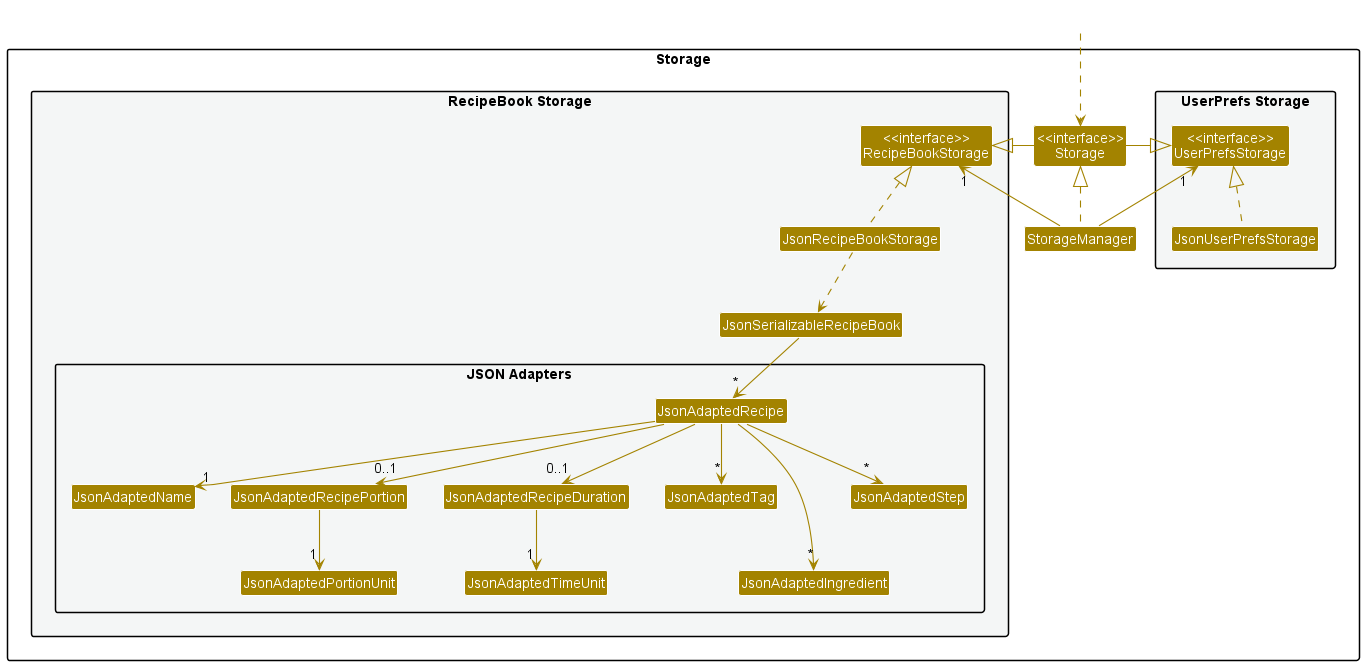 Storage
RecipeBook Storage
UserPrefs Storage
<<interface>>
RecipeBookStorage
<<interface>>
Storage
<<interface>>
UserPrefsStorage
1
1
JsonRecipeBookStorage
StorageManager
JsonUserPrefsStorage
JsonSerializableRecipeBook
JSON Adapters
*
JsonAdaptedRecipe
1
0..1
0..1
*
*
JsonAdaptedName
JsonAdaptedRecipePortion
JsonAdaptedRecipeDuration
JsonAdaptedTag
JsonAdaptedStep
1
1
*
JsonAdaptedPortionUnit
JsonAdaptedTimeUnit
JsonAdaptedIngredient